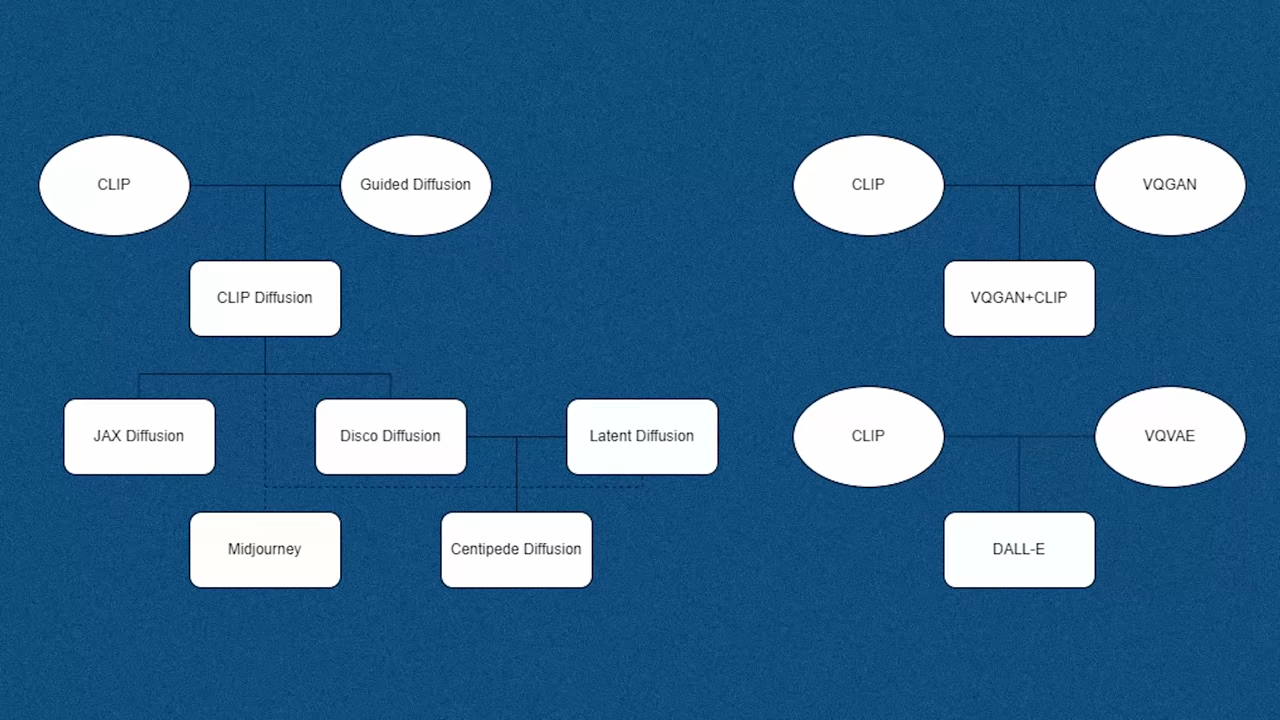 CLIP
Guided Diffusion
CLIP Diffusion
JAX Diffusion
Disco Diffusion
Latent Diffusion
Midjourney
Centipede Diffusion
CLIP
VQGAN
VQGAN+CLIP
CLIP
VQVAE
DALL-E